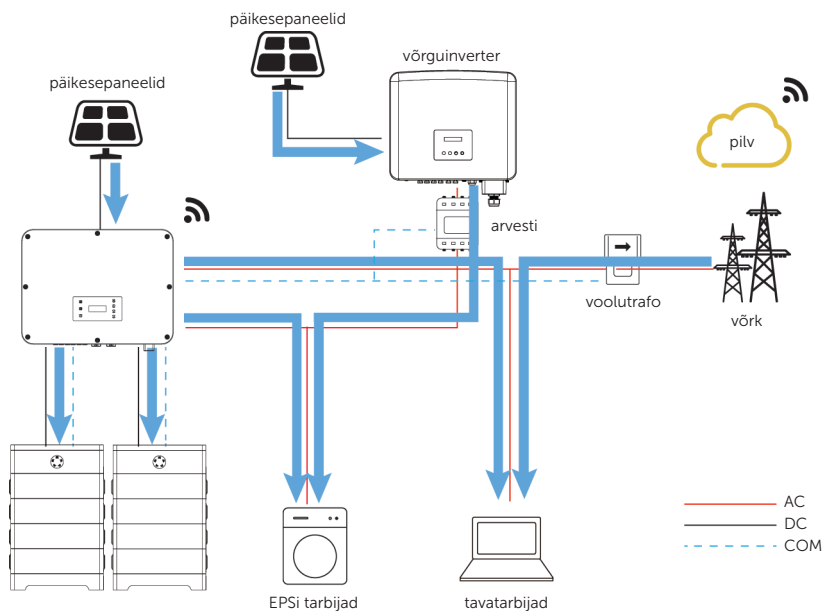 päikesepaneelid
võrguinverter
päikesepaneelid
pilv
arvesti
voolutrafo
võrk
AC
DC
COM
EPSi tarbijad
tavatarbijad